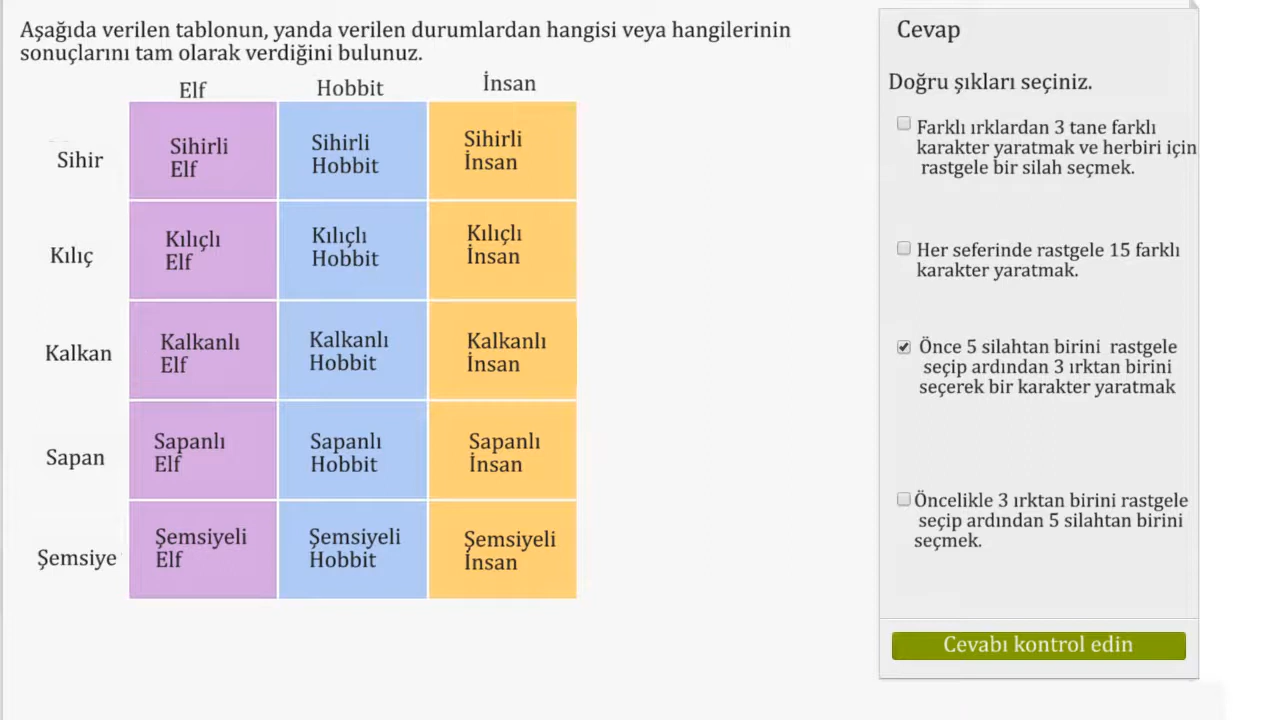 Aşağıda verilen tablonun, yanda verilen durumlardan hangisi veya hangilerinin
sonuçlarını tam olarak verdiğini bulunuz.
Elf Hobbit İnsan
Sihir
Sihirli
Elf
Sihirli
Hobbit
Sihirli
İnsan
Kılıç
Kılıçlı
Elf
Kılıçlı
Hobbit
Kılıçlı
İnsan
Kalkan
Kalkanlı
Elf
Kalkanlı
Hobbit
Kalkanlı
İnsan
Sapan
Sapanlı
Elf
Sapanlı
Hobbit
Sapanlı
İnsan
Şemsiye
Şemsiyeli
Elf
Şemsiyeli
Hobbit
Şemsiyeli
İnsan
Cevap
Doğru şıkları seçiniz.
Farklı ırklardan 3 tane farklı
karakter yaratmak ve herbiri için
rastgele bir silah seçmek.
Her seferinde rastgele 15 farklı
karakter yaratmak.
Önce 5 silahtan birini rastgele
seçip ardından 3 ırktan birini
seçerek bir karakter yaratmak
Öncelikle 3 ırktan birini rastgele
seçip ardından 5 silahtan birini
seçmek.
Cevabı kontrol edin